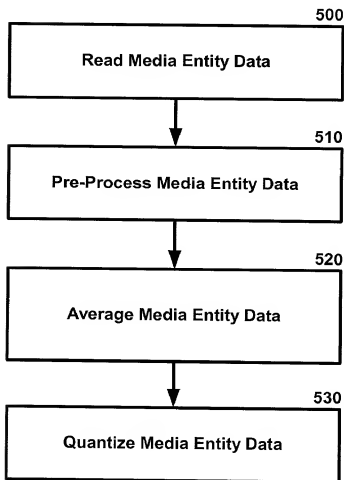 500
Read Media Entity Data
510
Pre-Process Media Entity Data
520
Average Media Entity Data
530
Quantize Media Entity Data